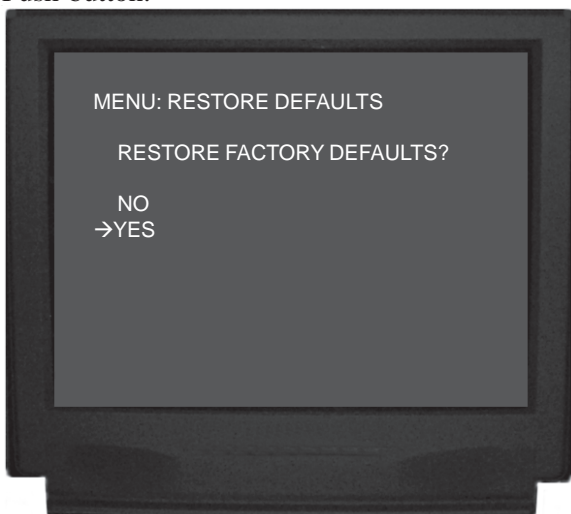 MENU: RESTORE DEFAULTS
RESTORE FACTORY DEFAULTS?
NO
→YES